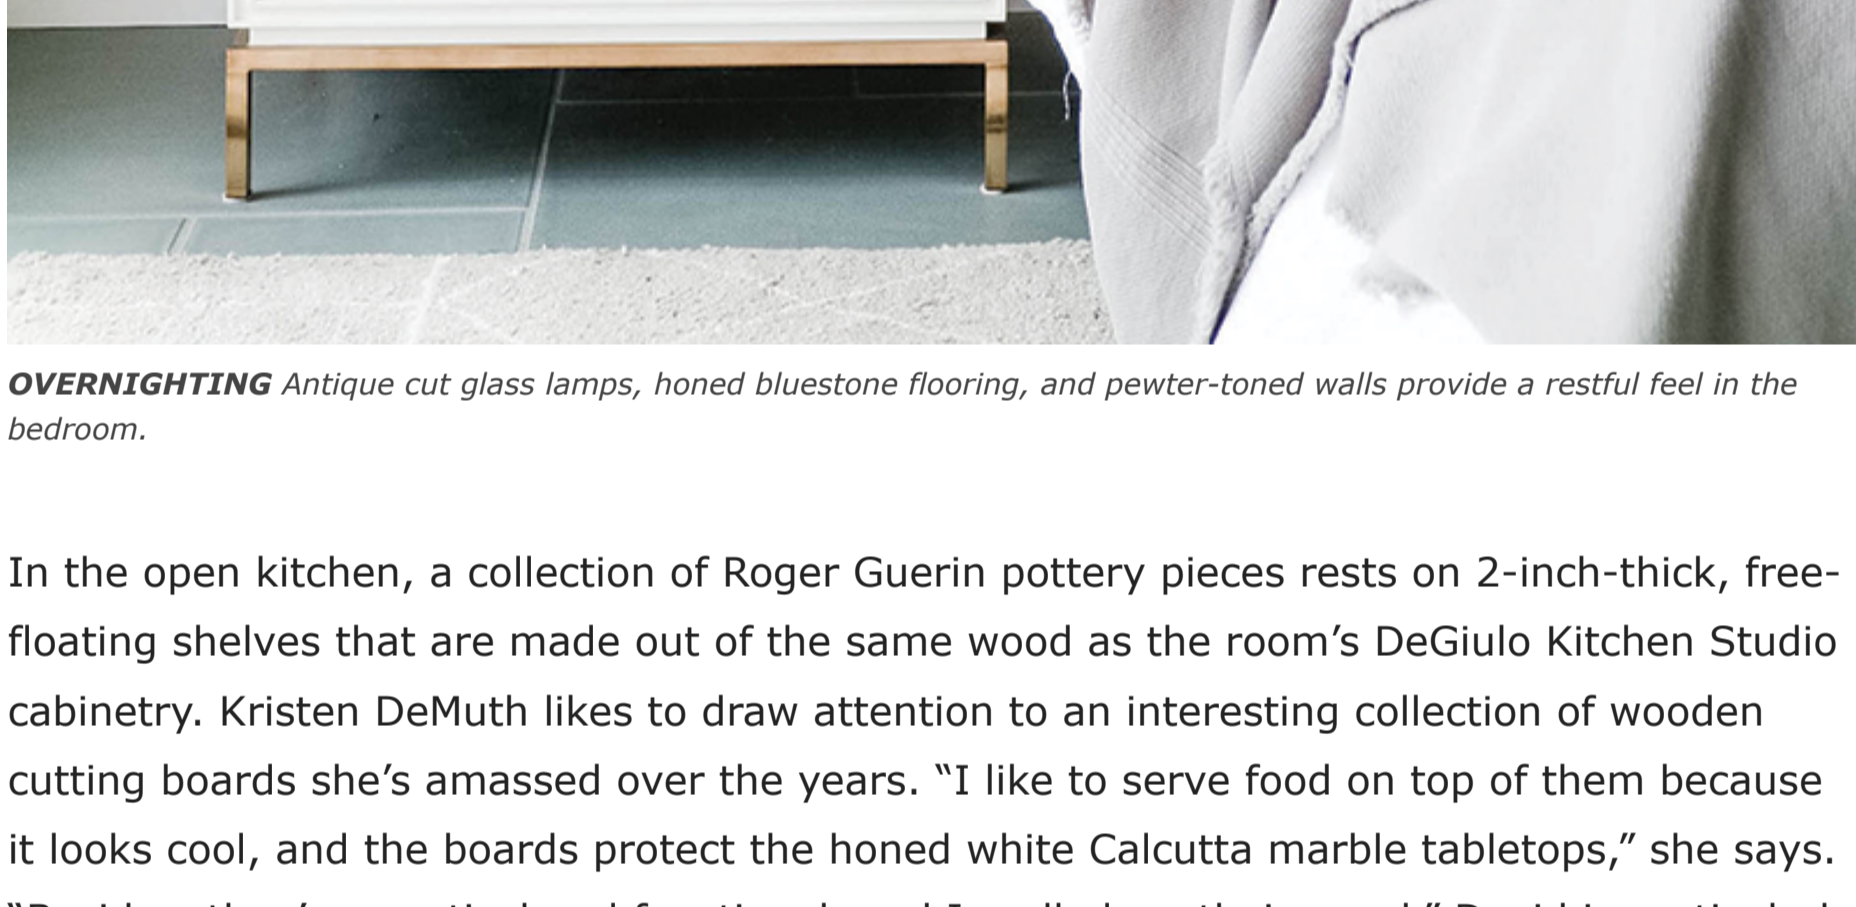 OVERNIGHTING Antique cut glass lamps, honed bluestone flooring, and pewter-toned walls provide a restful feel in the
bedroom.
In the open kitchen, a collection of Roger Guerin pottery pieces rests on 2-inch-thick, free-
floating shelves that are made out of the same wood as the room’s DeGiulo Kitchen Studio
cabinetry. Kristen DeMuth likes to draw attention to an interesting collection of wooden
cutting boards she’s amassed over the years. “I like to serve food on top of them because
it looks cool, and the boards protect the honed white Calcutta marble tabletops,” she says.